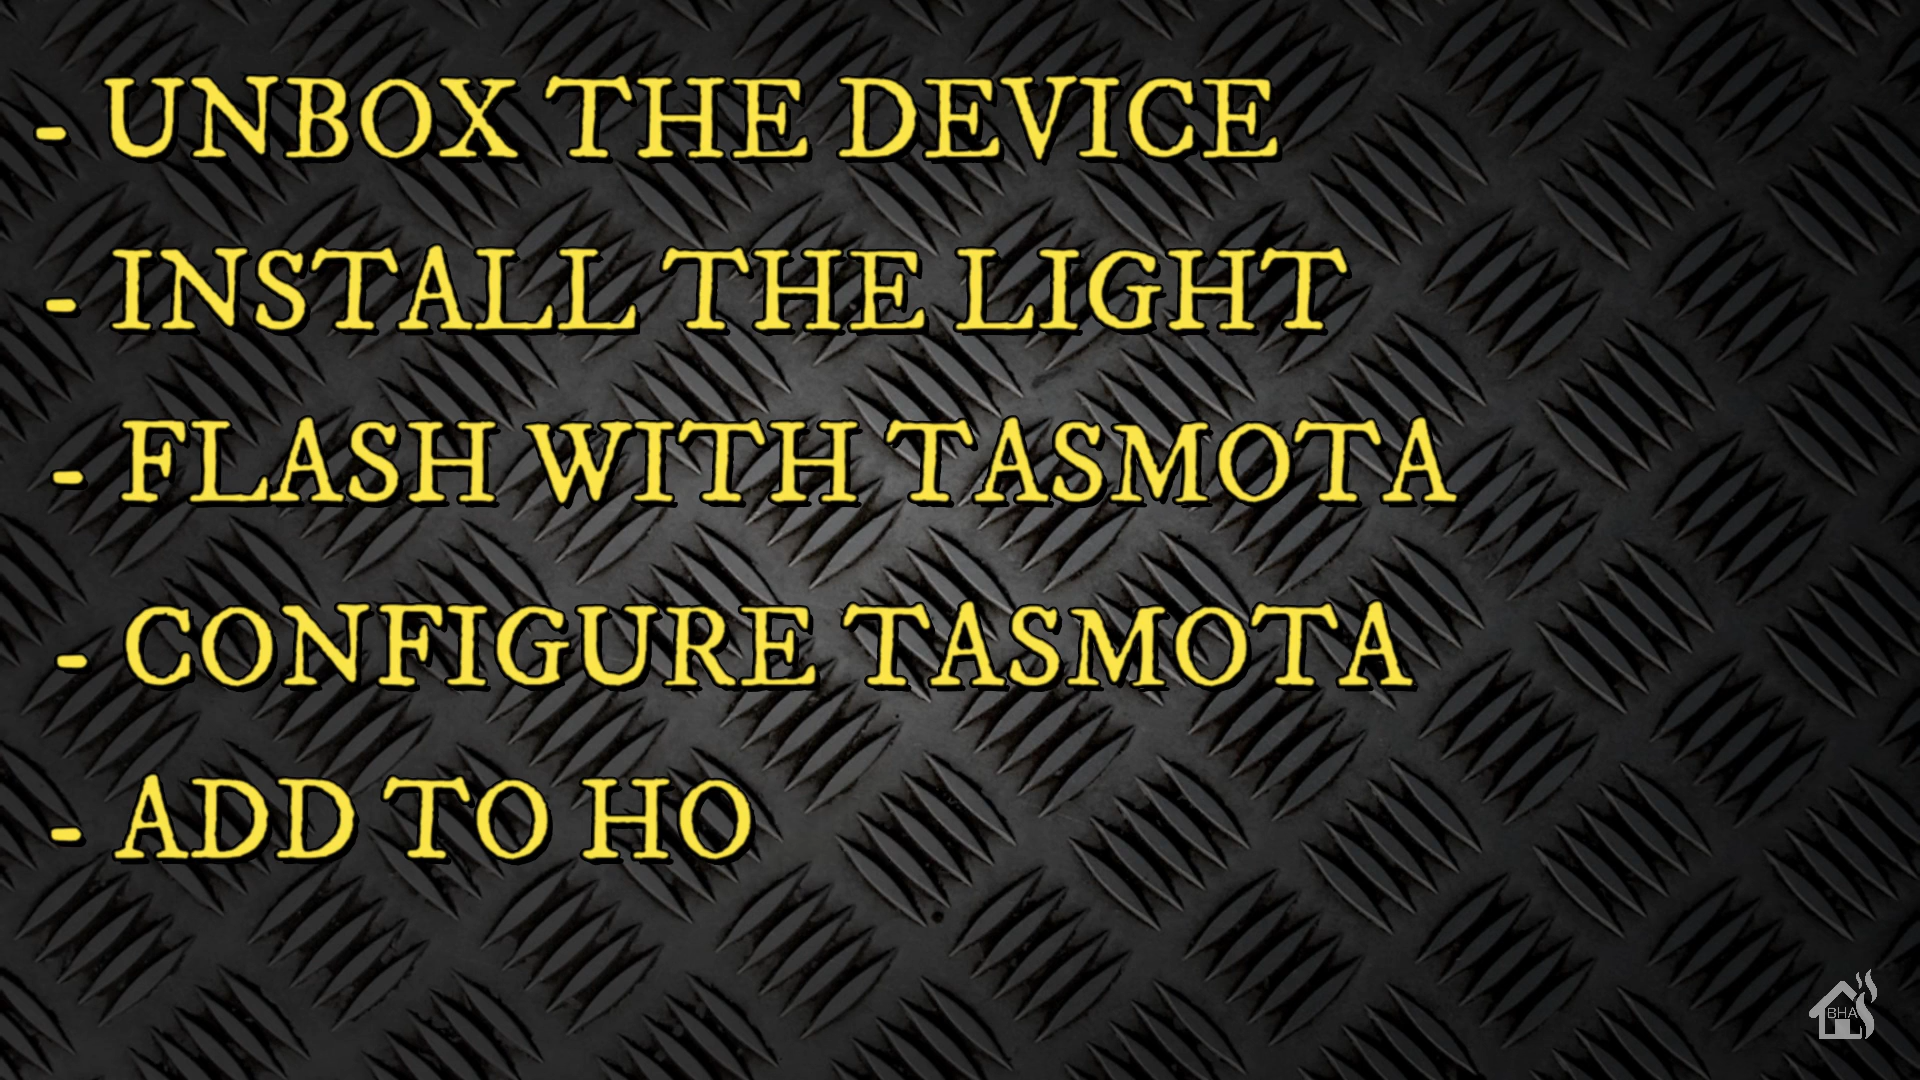 - UNBOX THE DEVICE
- INSTALL THE LIGHT
- FLASH WITH TASMOTA
- CONFIGURE TASMOTA
- ADD TO HO
BHA